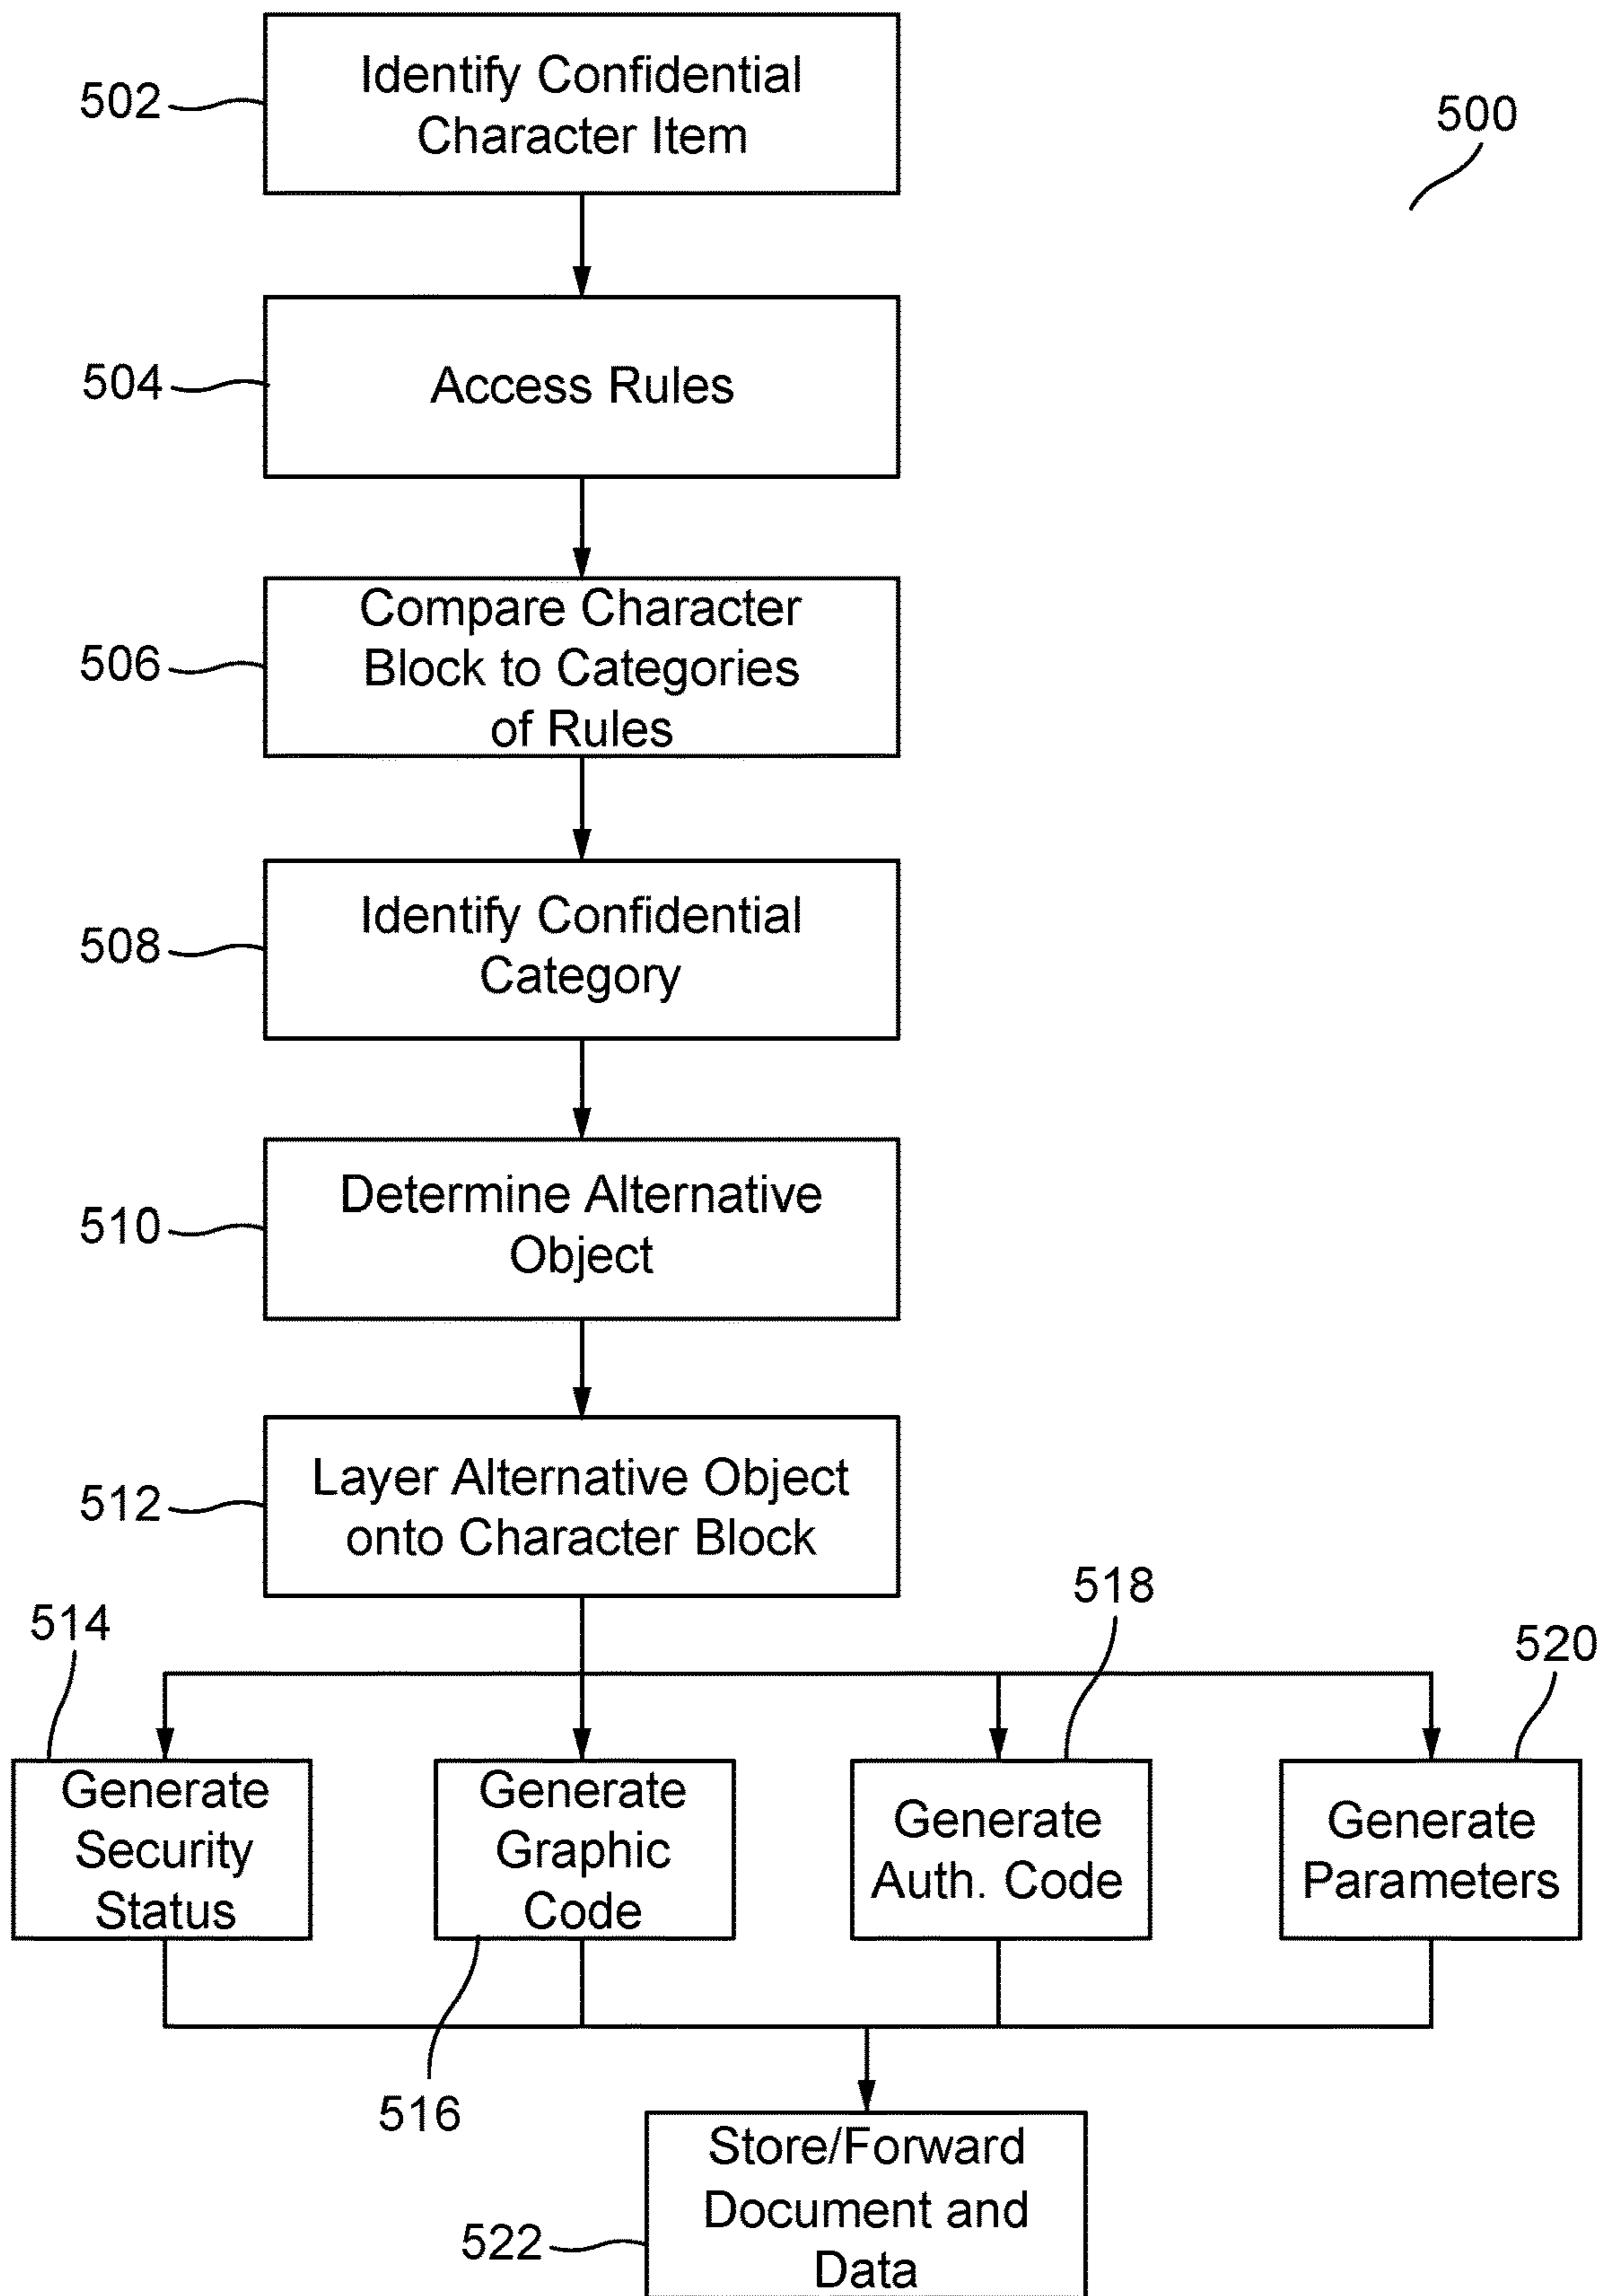 502
Identify Confidential
Character Item
500
504
Access Rules
506
Compare Character
Block to Categories
of Rules
508
Identify Confidential
Category
510
Determine Alternative
Object
512
Layer Alternative Object
onto Character Block
514
518
520
Generate
Security
Status
Generate
Graphic
Code
Generate
Auth. Code
Generate
Parameters
516
522
Store/Forward
Document and
Data